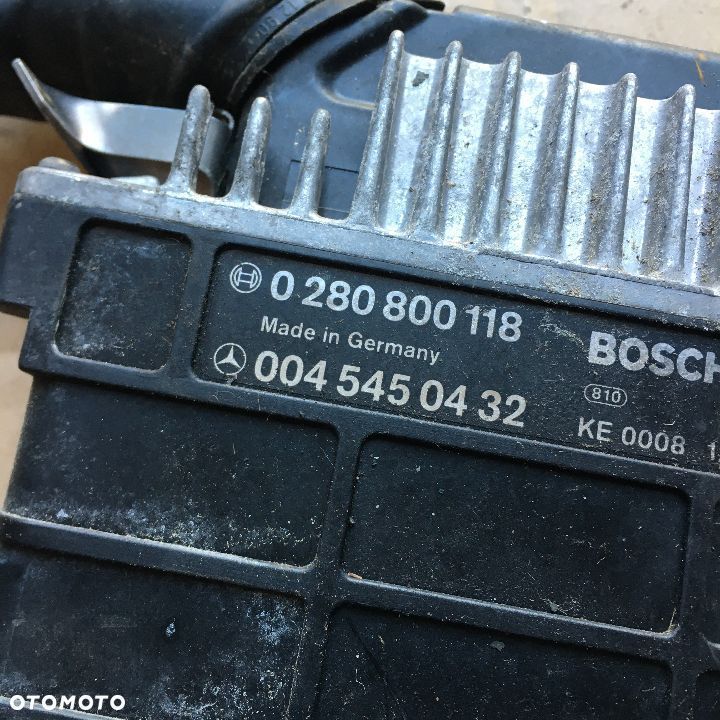 0 280 800 118
Made in Germany
BOSCH
004 545 04 32
810
KE 0008
OTOMOTO